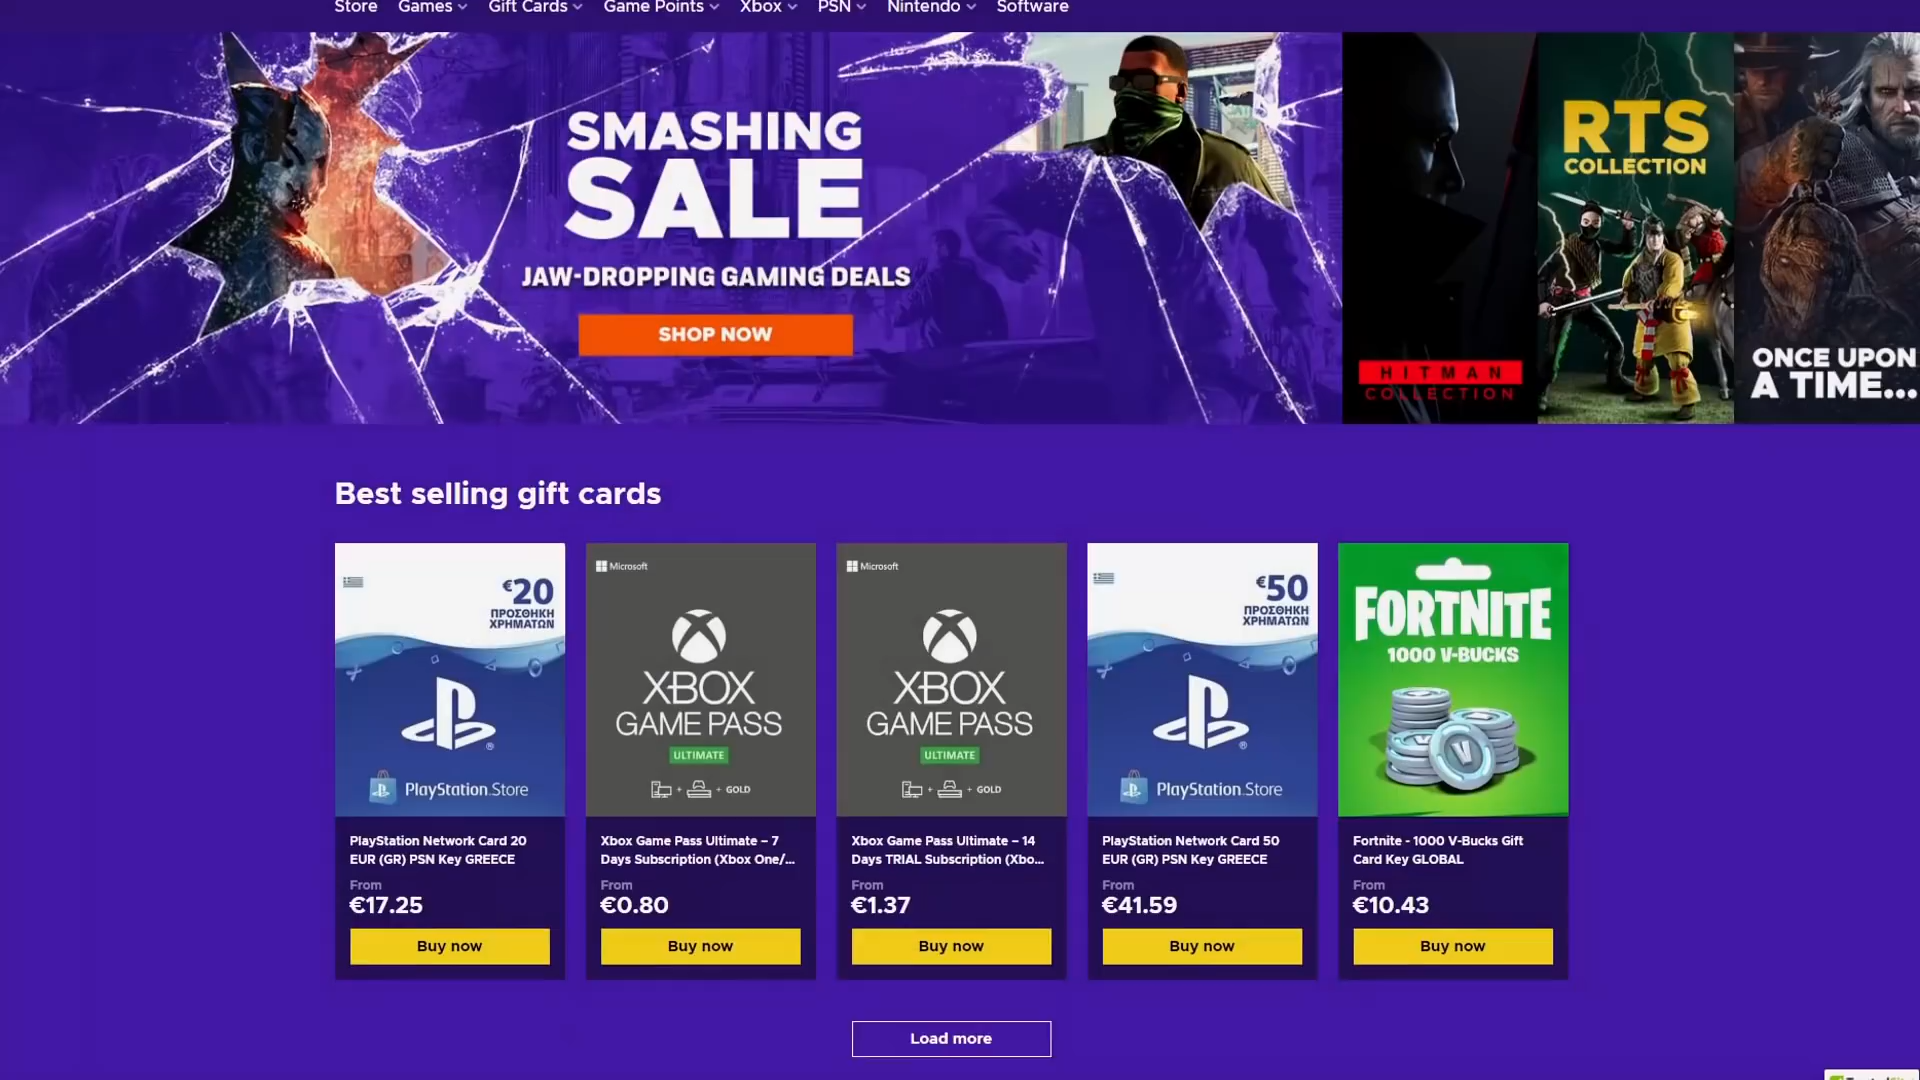 Store Games Gift Cards Game Points Xbox PSN Nintendo Software
SMASHING
SALE
JAW-DROPPING GAMING DEALS
SHOP NOW
HITMAN
COLLECTION
RTS
COLLECTION
ONCE UPON
A TIME...
Best selling gift cards
€20
ΠΡΟΣΘΗΚΗ
ΧΡΗΜΑΤΩΝ
PlayStation Store
PlayStation Network Card 20
EUR (GR) PSN Key GREECE
From
€17.25
Buy now
Microsoft
XBOX
GAME PASS
ULTIMATE
+ + GOLD
Xbox Game Pass Ultimate – 7
Days Subscription (Xbox One/...
From
€0.80
Buy now
Microsoft
XBOX
GAME PASS
ULTIMATE
+ + GOLD
Xbox Game Pass Ultimate – 14
Days TRIAL Subscription (Xbo...
From
€1.37
Buy now
€50
ΠΡΟΣΘΗΚΗ
ΧΡΗΜΑΤΩΝ
PlayStation Store
PlayStation Network Card 50
EUR (GR) PSN Key GREECE
From
€41.59
Buy now
FORTNITE
1000 V-BUCKS
Fortnite - 1000 V-Bucks Gift
Card Key GLOBAL
From
€10.43
Buy now
Load more